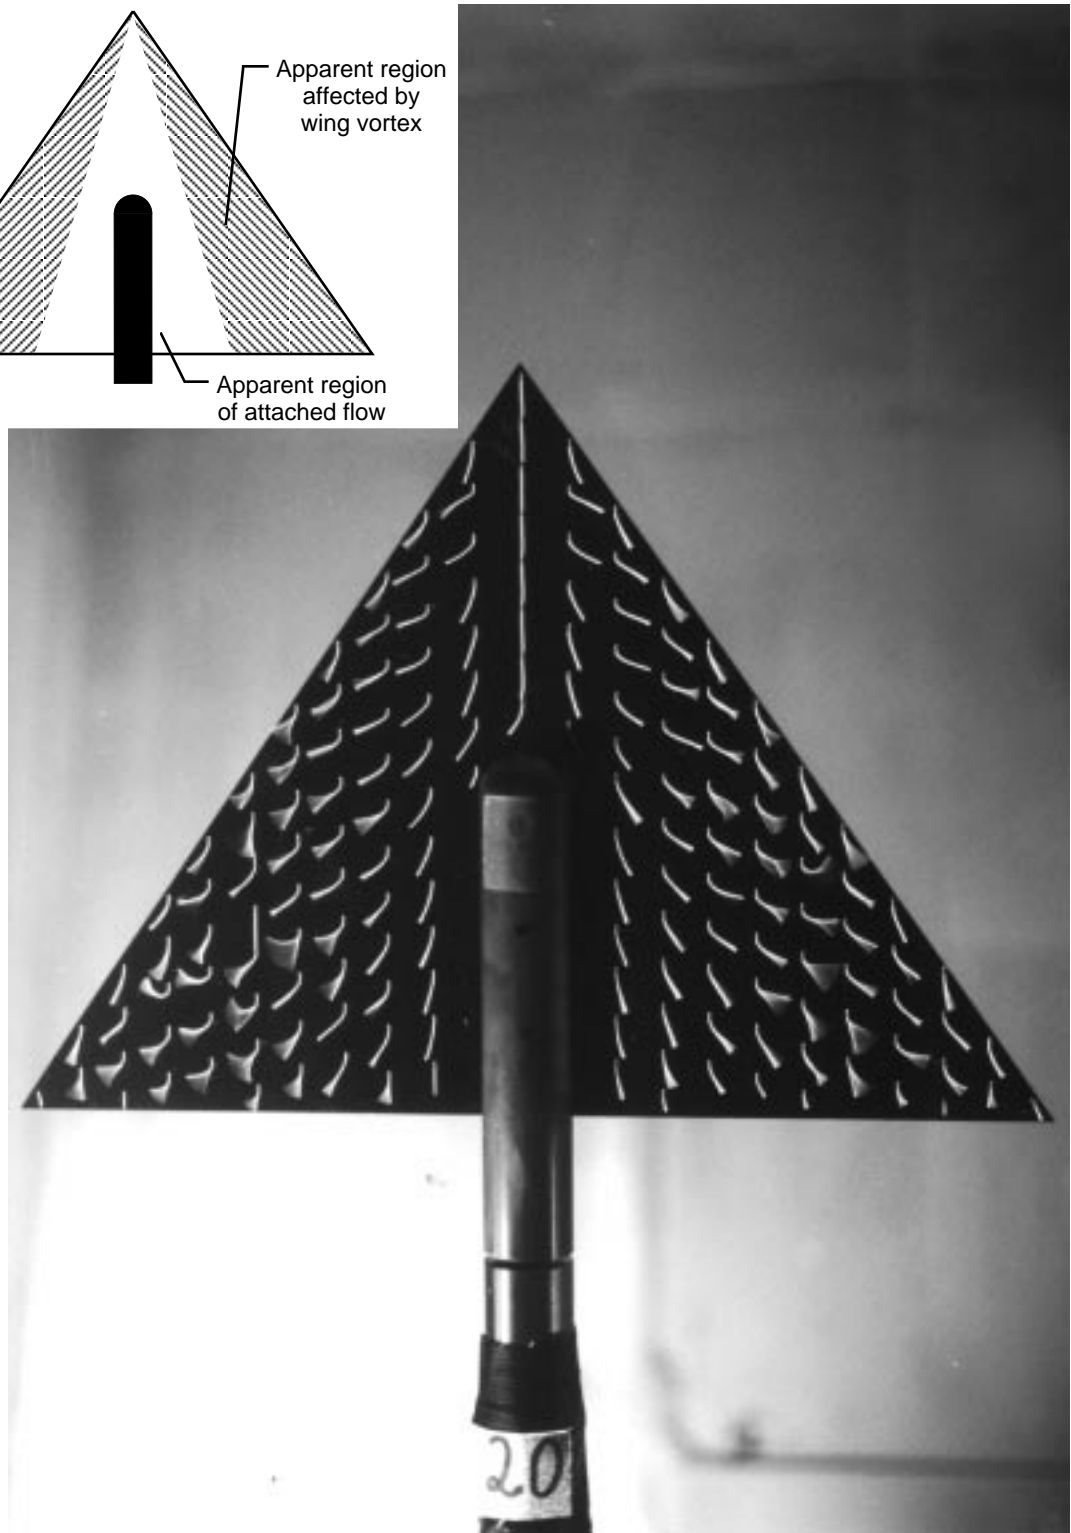 Apparent region
affected by
wing vortex
Apparent region
of attached flow
20